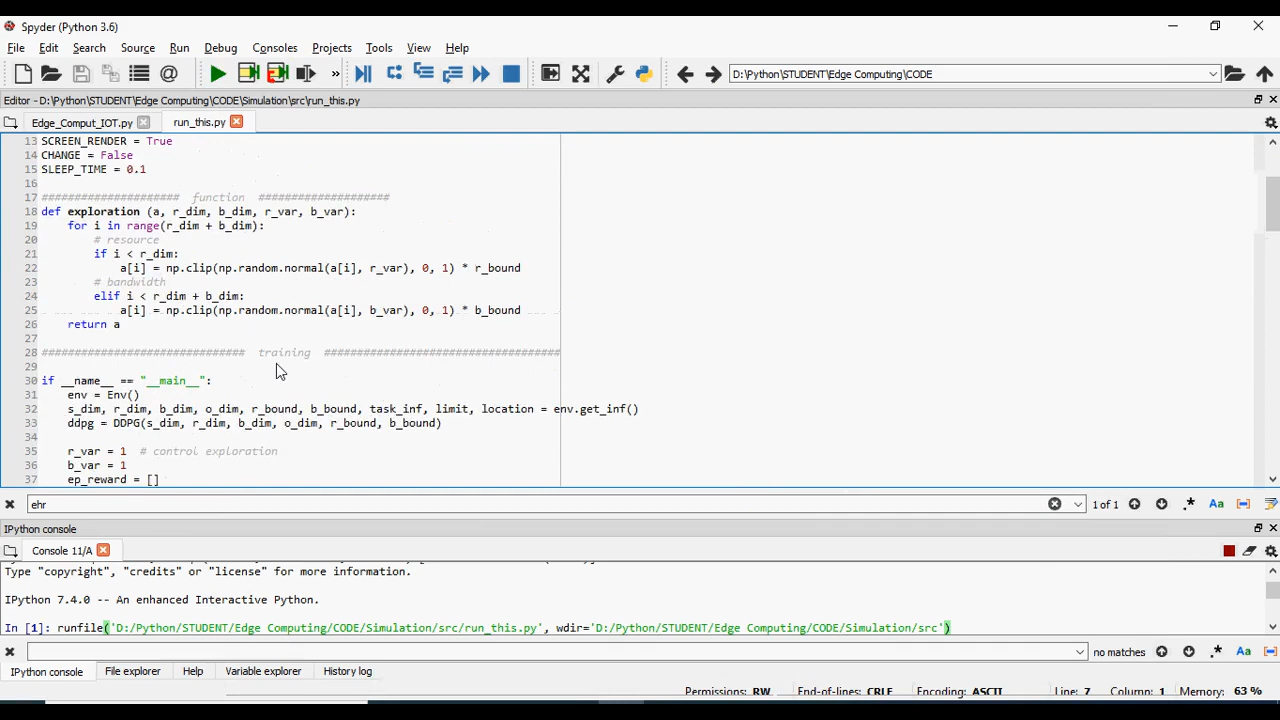 Spyder (Python 3.6)
File Edit Search Source Run Debug Consoles Projects Tools View Help
D:\Python\STUDENT\Edge Computing\CODE
Editor - D:\Python\STUDENT\Edge Computing\CODE\Simulation\src\run_this.py
Edge_Comput_IOT.py run_this.py
13 SCREEN_RENDER = True
14 CHANGE = False
15 SLEEP_TIME = 0.1
16
17 ##################### function ####################
18 def exploration (a, r_dim, b_dim, r_var, b_var):
19 for i in range(r_dim + b_dim):
20 # resource
21 if i < r_dim:
22 a[i] = np.clip(np.random.normal(a[i], r_var), 0, 1) * r_bound
23 # bandwidth
24 elif i < r_dim + b_dim:
25 a[i] = np.clip(np.random.normal(a[i], b_var), 0, 1) * b_bound
26 return a
27
28 ############################### training ####################################
29
30 if __name__ == "__main__":
31 env = Env()
32 s_dim, r_dim, b_dim, o_dim, r_bound, b_bound, task_inf, limit, location = env.get_inf()
33 ddpg = DDPG(s_dim, r_dim, b_dim, o_dim, r_bound, b_bound)
34
35 r_var = 1 # control exploration
36 b_var = 1
37 ep_reward = []
ehr 1 of 1 .* Aa
IPython console
Console 11/A
Type "copyright", "credits" or "license" for more information.
IPython 7.4.0 -- An enhanced Interactive Python.
In [1]: runfile('D:/Python/STUDENT/Edge Computing/CODE/Simulation/src/run_this.py', wdir='D:/Python/STUDENT/Edge Computing/CODE/Simulation/src')
no matches .* Aa
IPython console File explorer Help Variable explorer History log
Permissions: RW End-of-lines: CRLF Encoding: ASCII Line: 7 Column: 1 Memory: 63 %